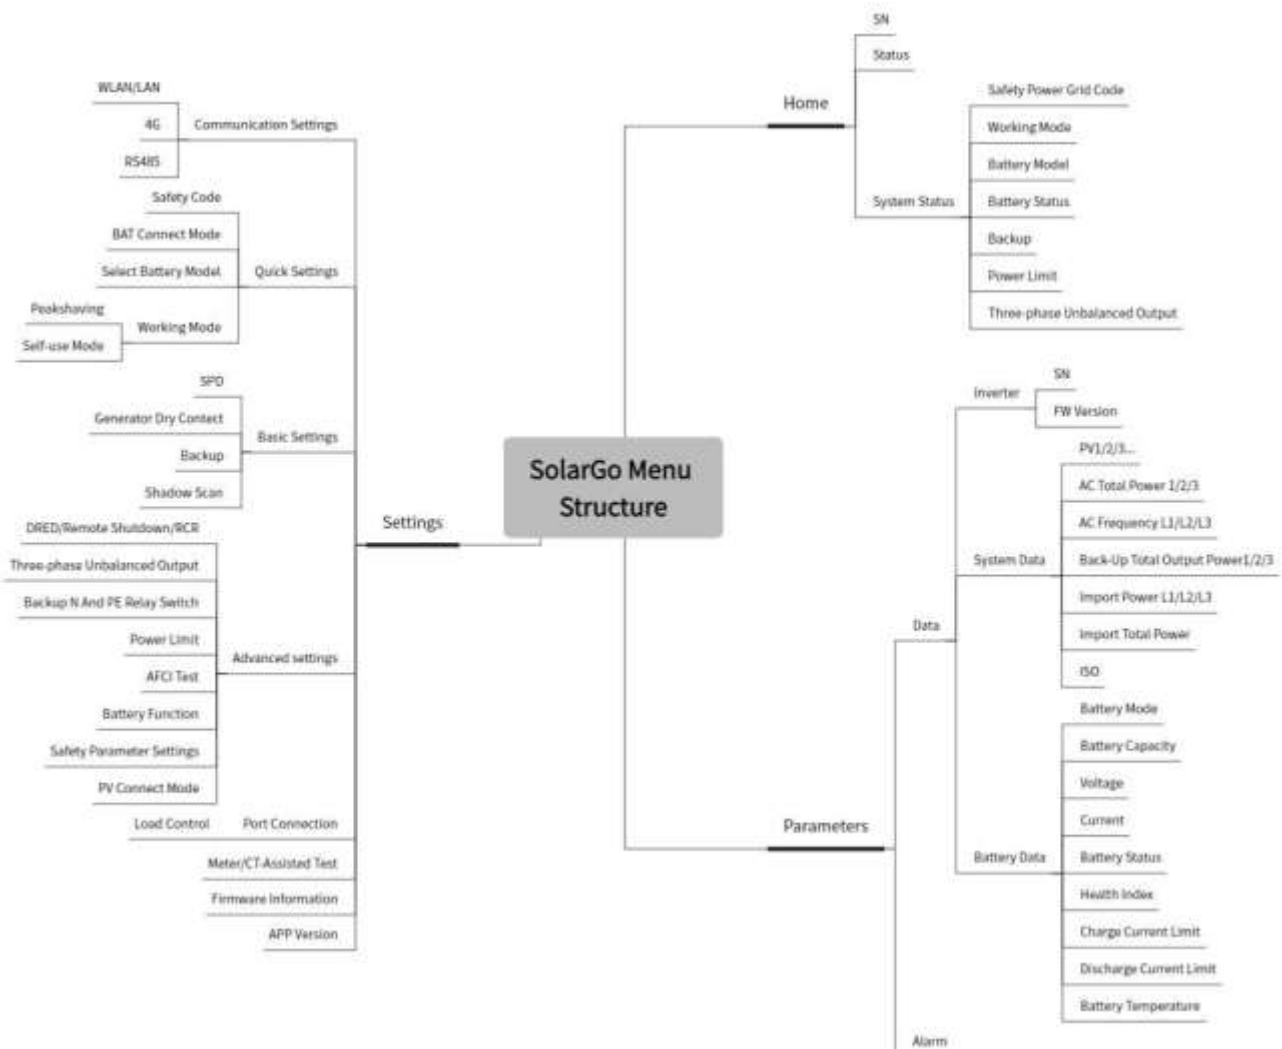 SolarGo Menu
Structure
Home
SN
Status
System Status
Safety Power Grid Code
Working Mode
Battery Model
Battery Status
Backup
Power Limit
Three-phase Unbalanced Output
Parameters
Data
Inverter
SN
FW Version
System Data
PV1/2/3...
AC Total Power 1/2/3
AC Frequency L1/L2/L3
Back-Up Total Output Power1/2/3
Import Power L1/L2/L3
Import Total Power
ISO
Battery Data
Battery Mode
Battery Capacity
Voltage
Current
Battery Status
Health Index
Charge Current Limit
Discharge Current Limit
Battery Temperature
Alarm
Settings
Communication Settings
WLAN/LAN
4G
RS485
Quick Settings
Safety Code
BAT Connect Mode
Select Battery Model
Working Mode
Peakshaving
Self-use Mode
Basic Settings
SPD
Generator Dry Contect
Backup
Shadow Scan
Advanced settings
DRED/Remote Shutdown/RCR
Three-phase Unbalanced Output
Backup N And PE Relay Switch
Power Limit
AFCI Test
Battery Function
Safety Parameter Settings
PV Connect Mode
Port Connection
Load Control
Meter/CT-Assisted Test
Firmware Information
APP Version